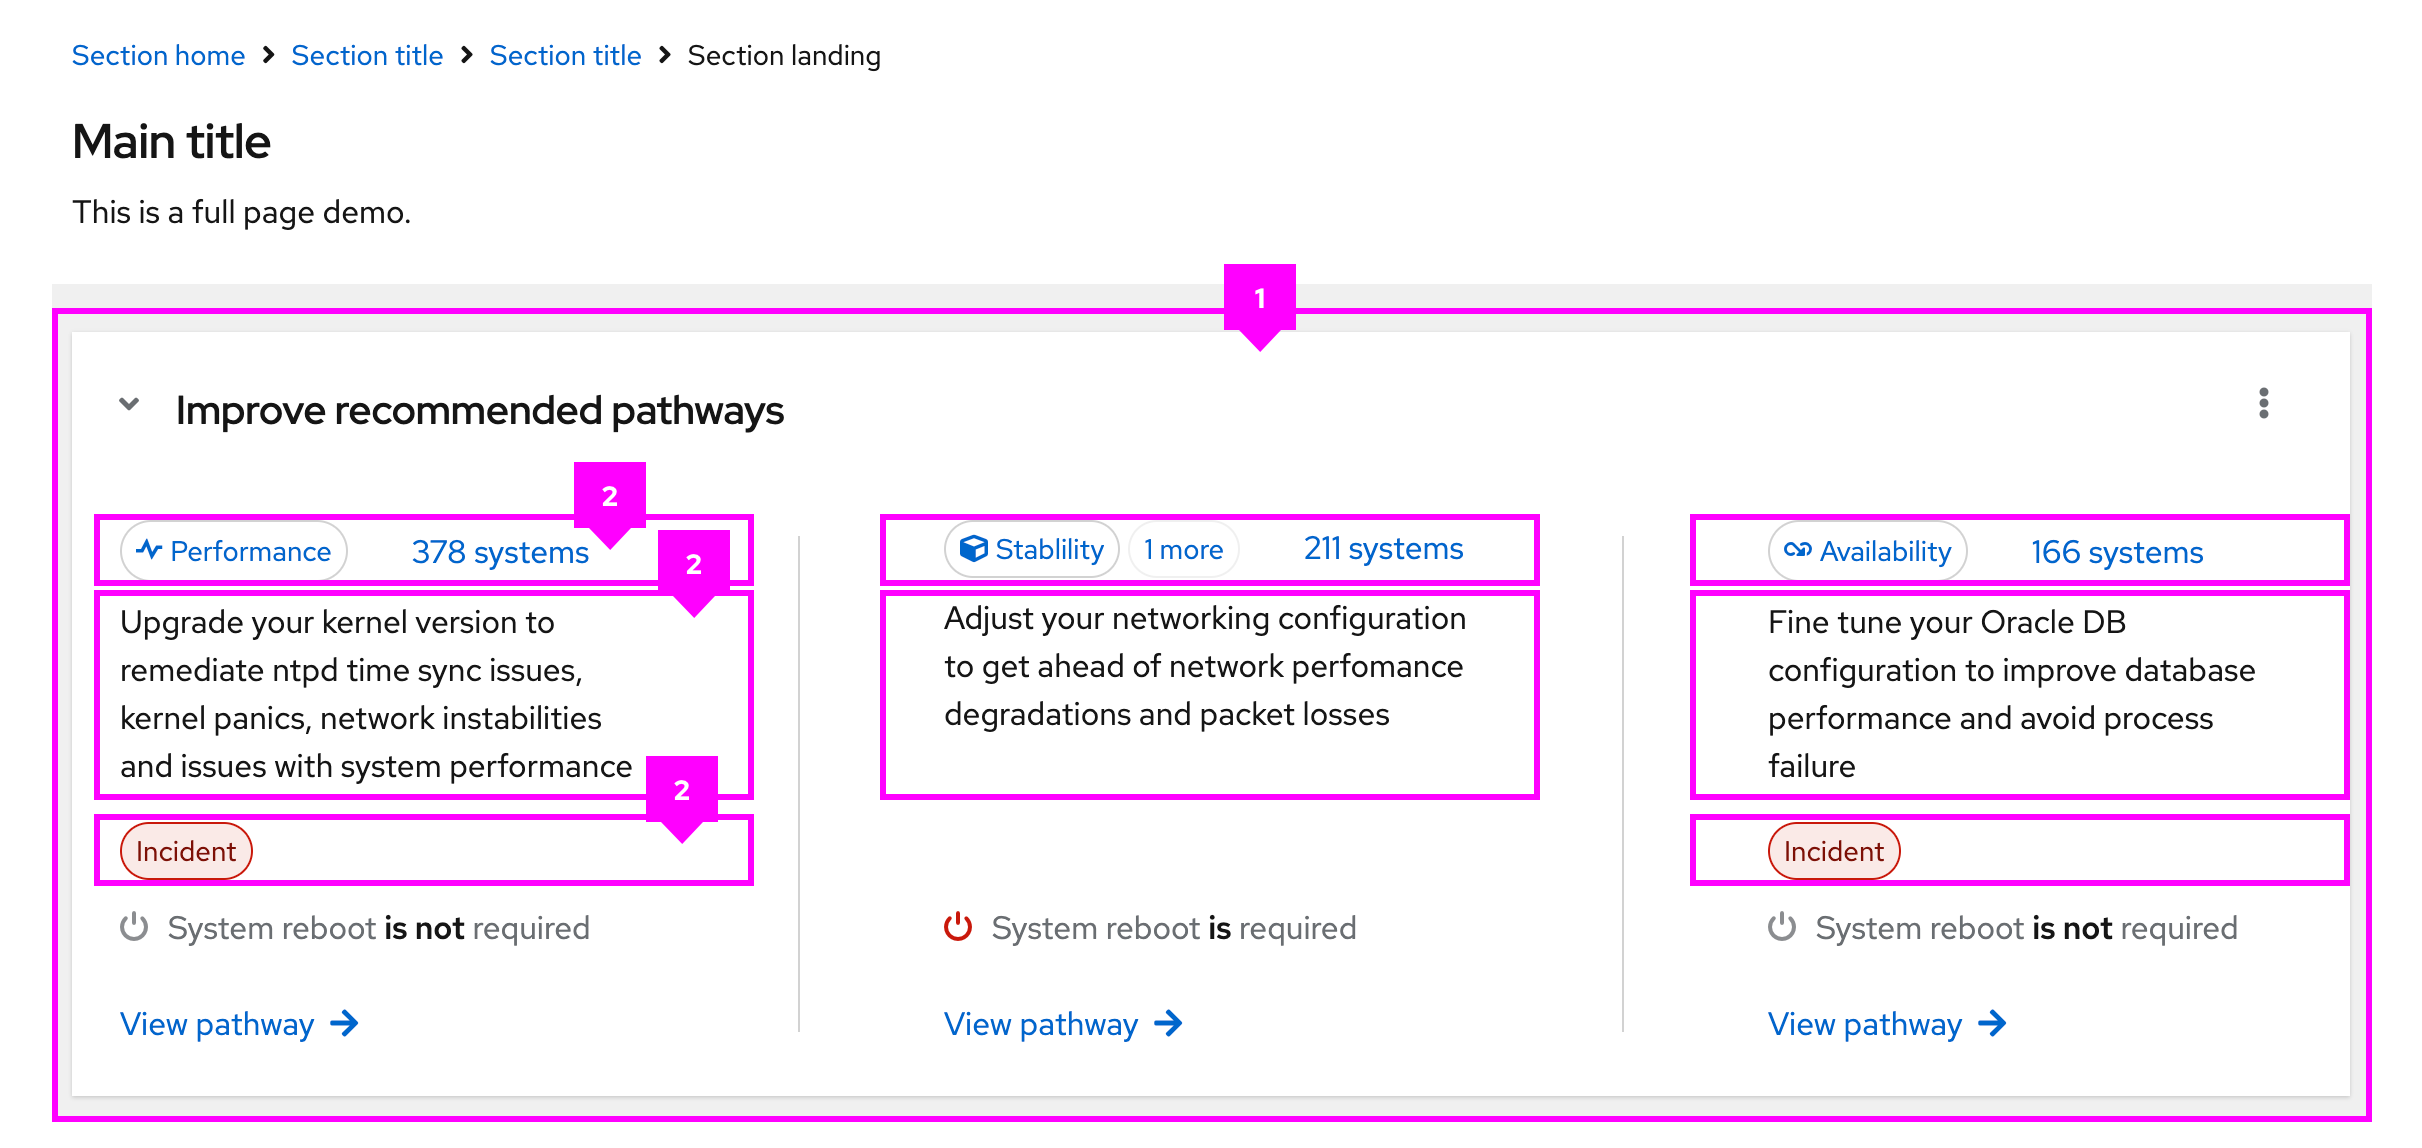 Section home > Section title > Section title > Section landing
Main title
This is a full page demo.
1
Improve recommended pathways
2
2
Performance 378 systems
Upgrade your kernel version to
remediate ntpd time sync issues,
kernel panics, network instabilities
and issues with system performance
2
Incident
System reboot is not required
View pathway
Stablility 1 more 211 systems
Adjust your networking configuration
to get ahead of network perfomance
degradations and packet losses
System reboot is required
View pathway
Availability 166 systems
Fine tune your Oracle DB
configuration to improve database
performance and avoid process
failure
Incident
System reboot is not required
View pathway